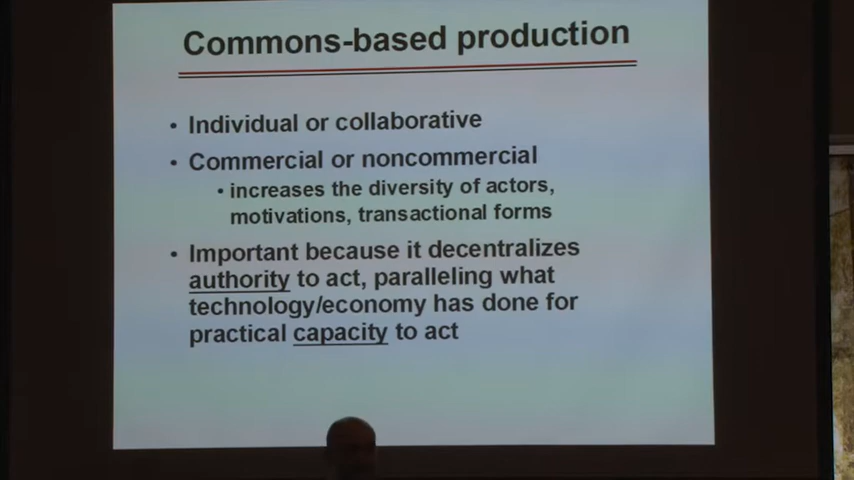 Commons-based production
• Individual or collaborative
• Commercial or noncommercial
• increases the diversity of actors,
motivations, transactional forms
• Important because it decentralizes
authority to act, paralleling what
technology/economy has done for
practical capacity to act